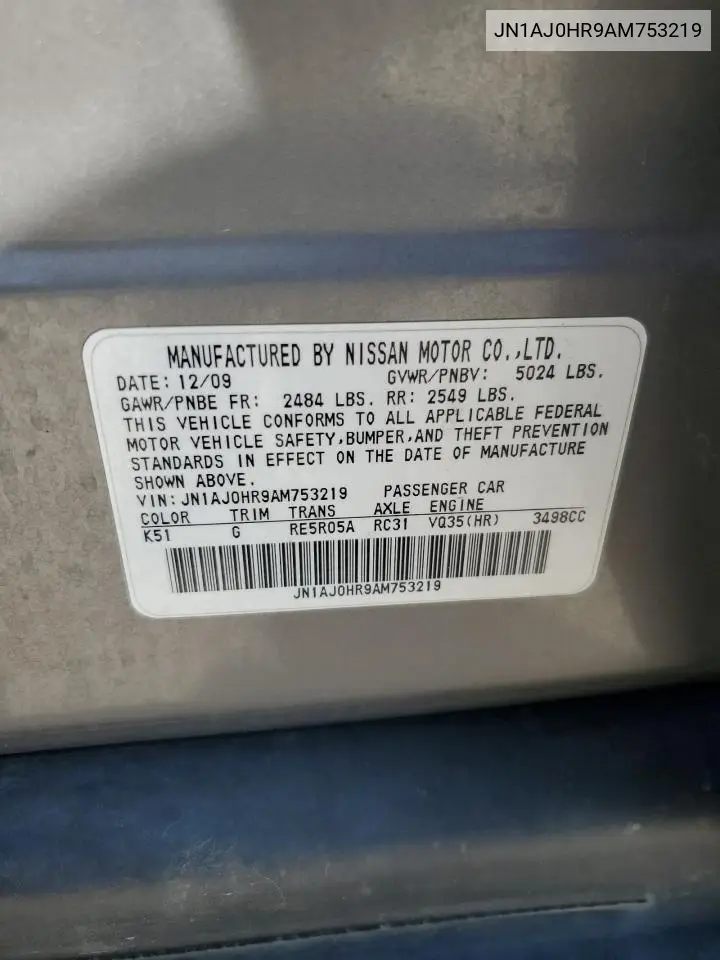 JN1AJ0HR9AM753219
MANUFACTURED BY NISSAN MOTOR CO.,LTD.
DATE: 12/09 GVWR/PNBV: 5024 LBS.
GAWR/PNBE FR: 2484 LBS. RR: 2549 LBS.
THIS VEHICLE CONFORMS TO ALL APPLICABLE FEDERAL
MOTOR VEHICLE SAFETY,BUMPER,AND THEFT PREVENTION
STANDARDS IN EFFECT ON THE DATE OF MANUFACTURE
SHOWN ABOVE.
VIN: JN1AJ0HR9AM753219 PASSENGER CAR
COLOR TRIM TRANS AXLE ENGINE
K51 G RE5R05A RC31 VQ35(HR) 3498CC
JN1AJ0HR9AM753219